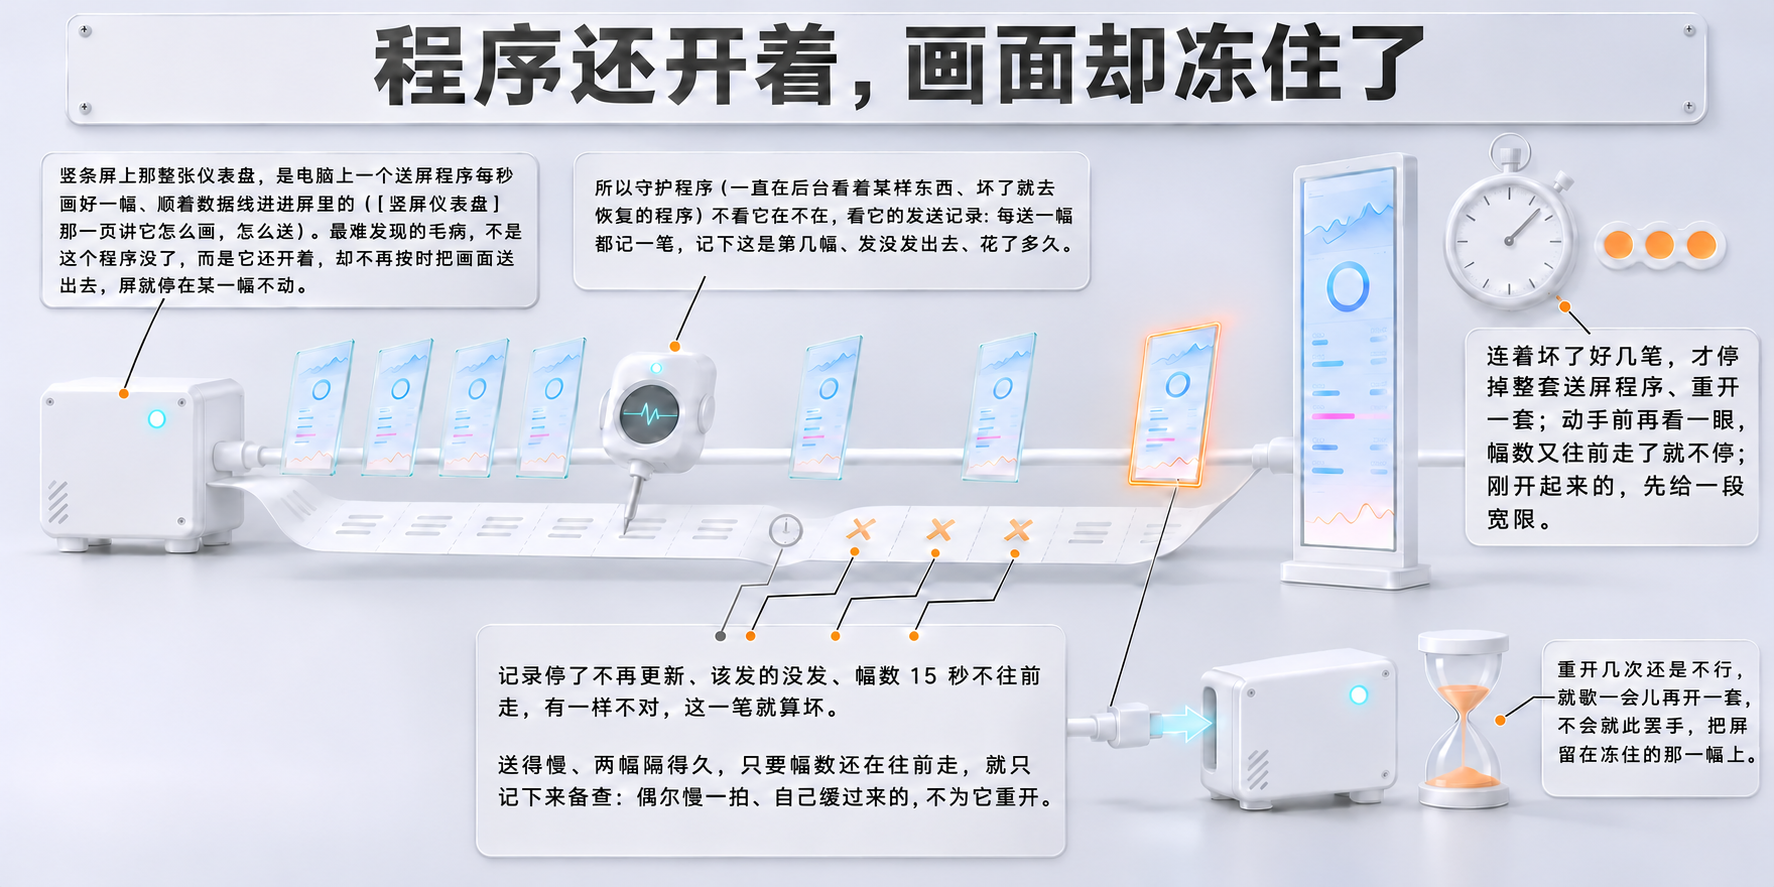 程序还开着，画面却冻住了
竖条屏上那整张仪表盘，是电脑上一个送屏程序每秒
画好一幅、顺着数据线进进屏里的（［竖屏仪表盘］
那一页讲它怎么画，怎么送）。最难发现的毛病，不是
这个程序没了，而是它还开着，却不再按时把画面送
出去，屏就停在某一幅不动。
所以守护程序（一直在后台看着某样东西、坏了就去
恢复的程序）不看它在不在，看它的发送记录：每送一幅
都记一笔，记下这是第几幅、发没发出去、花了多久。
连着坏了好几笔，才停
掉整套送屏程序、重开
一套；动手前再看一眼，
幅数又往前走了就不停；
刚开起来的，先给一段
宽限。
记录停了不再更新、该发的没发、幅数 15 秒不往前
走，有一样不对，这一笔就算坏。
送得慢、两幅隔得久，只要幅数还在往前走，就只
记下来备查：偶尔慢一拍、自己缓过来的，不为它重开。
重开几次还是不行，
就歇一会儿再开一套，
不会就此罢手，把屏
留在冻住的那一幅上。